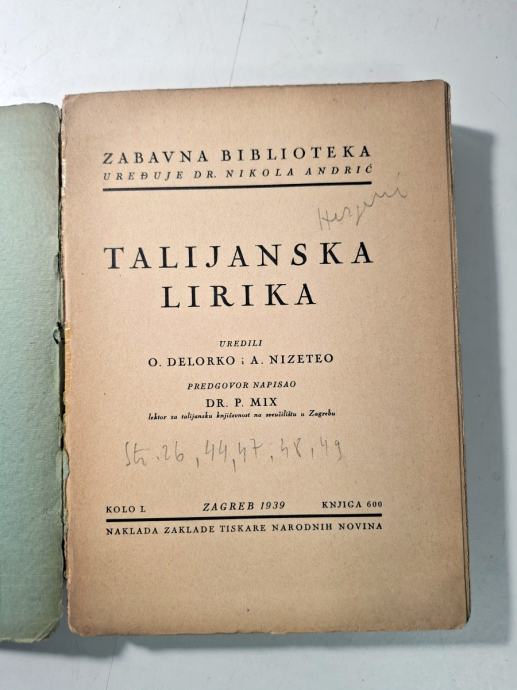 ZABAVNA BIBLIOTEKA
UREĐUJE DR. NIKOLA ANDRIĆ
TALIJANSKA
LIRIKA
UREDILI
O. DELORKO i A. NIZETEO
PREDGOVOR NAPISAO
DR. P. MIX
lektor za talijansku književnost na sveučilištu u Zagrebu
Str. 26, 44, 47, 48, 49
KOLO L ZAGREB 1939 KNJIGA 600
NAKLADA ZAKLADE TISKARE NARODNIH NOVINA